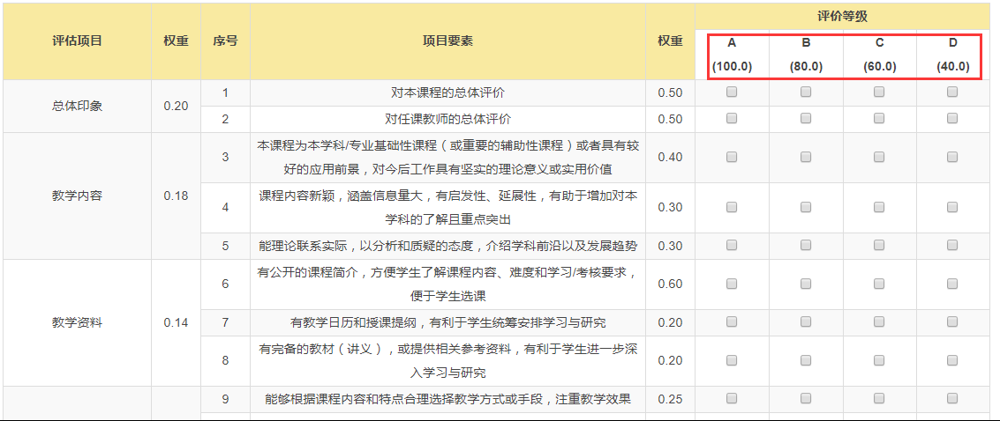 评估项目 权重 序号 项目要素 权重 评价等级
A B C D
(100.0) (80.0) (60.0) (40.0)
总体印象 0.20
1 对本课程的总体评价 0.50
2 对任课教师的总体评价 0.50
教学内容 0.18
3 本课程为本学科/专业基础性课程（或重要的辅助性课程）或者具有较
好的应用前景，对今后工作具有坚实的理论意义或实用价值 0.40
4 课程内容新颖，涵盖信息量大，有启发性、延展性，有助于增加对本
学科的了解且重点突出 0.30
5 能理论联系实际，以分析和质疑的态度，介绍学科前沿以及发展趋势 0.30
教学资料 0.14
6 有公开的课程简介，方便学生了解课程内容、难度和学习/考核要求，
便于学生选课 0.60
7 有教学日历和授课提纲，有利于学生统筹安排学习与研究 0.20
8 有完备的教材（讲义），或提供相关参考资料，有利于学生进一步深
入学习与研究 0.20
9 能够根据课程内容和特点合理选择教学方式或手段，注重教学效果 0.25